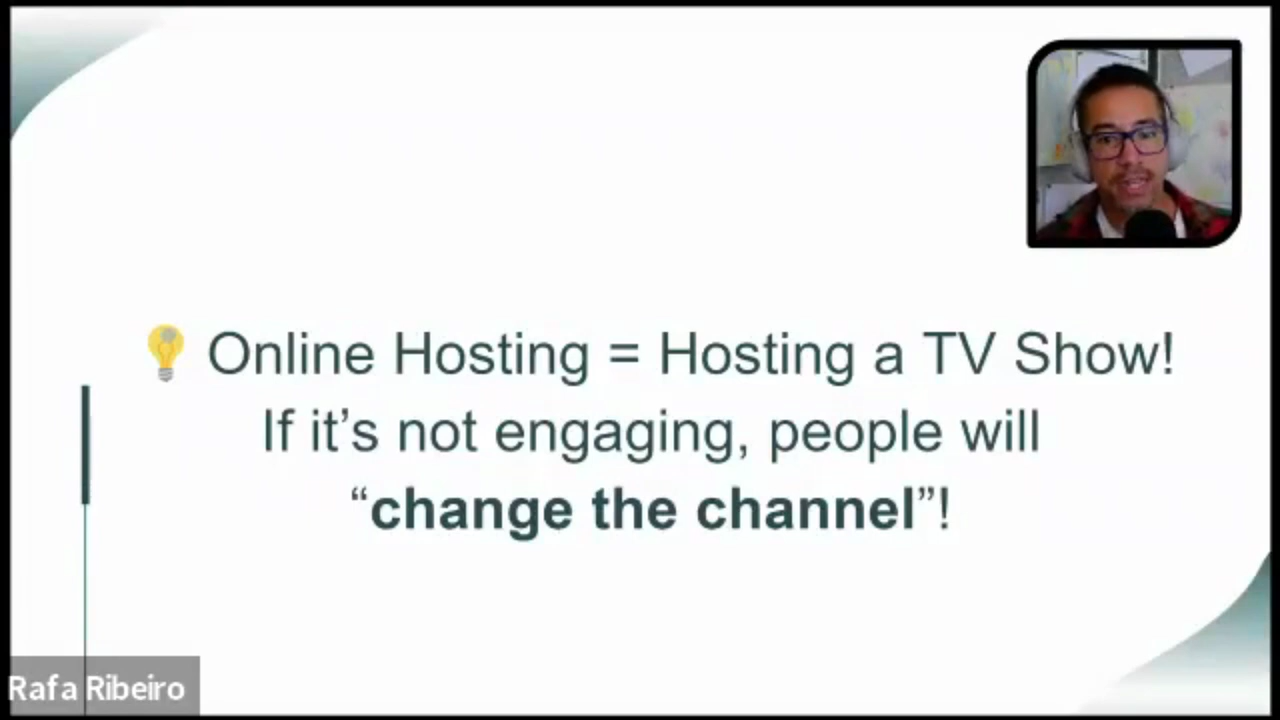 💡 Online Hosting = Hosting a TV Show!
If it’s not engaging, people will
“change the channel”!
Rafa Ribeiro